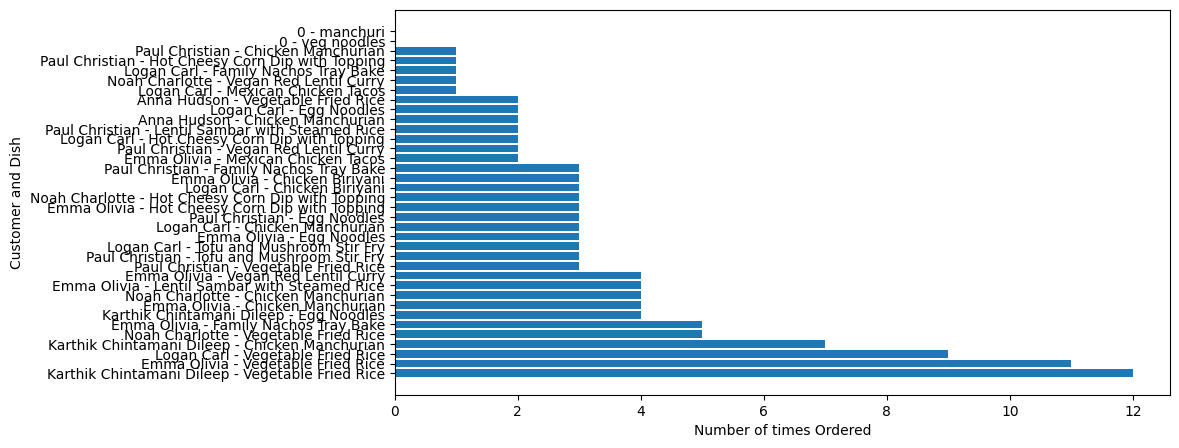 0 - manchuri
0 - veg noodles
Paul Christian - Chicken Manchurian
Paul Christian - Hot Cheesy Corn Dip with Topping
Logan Carl - Family Nachos Tray Bake
Noah Charlotte - Vegan Red Lentil Curry
Logan Carl - Mexican Chicken Tacos
Anna Hudson - Vegetable Fried Rice
Logan Carl - Egg Noodles
Anna Hudson - Chicken Manchurian
Paul Christian - Lentil Sambar with Steamed Rice
Logan Carl - Hot Cheesy Corn Dip with Topping
Paul Christian - Vegan Red Lentil Curry
Emma Olivia - Mexican Chicken Tacos
Paul Christian - Family Nachos Tray Bake
Emma Olivia - Chicken Biriyani
Logan Carl - Chicken Biriyani
Noah Charlotte - Hot Cheesy Corn Dip with Topping
Emma Olivia - Hot Cheesy Corn Dip with Topping
Paul Christian - Egg Noodles
Logan Carl - Chicken Manchurian
Emma Olivia - Egg Noodles
Logan Carl - Tofu and Mushroom Stir Fry
Paul Christian - Tofu and Mushroom Stir Fry
Paul Christian - Vegetable Fried Rice
Emma Olivia - Vegan Red Lentil Curry
Emma Olivia - Lentil Sambar with Steamed Rice
Noah Charlotte - Chicken Manchurian
Emma Olivia - Chicken Manchurian
Karthik Chintamani Dileep - Egg Noodles
Emma Olivia - Family Nachos Tray Bake
Noah Charlotte - Vegetable Fried Rice
Karthik Chintamani Dileep - Chicken Manchurian
Logan Carl - Vegetable Fried Rice
Emma Olivia - Vegetable Fried Rice
Karthik Chintamani Dileep - Vegetable Fried Rice
Customer and Dish
0 2 4 6 8 10 12
Number of times Ordered